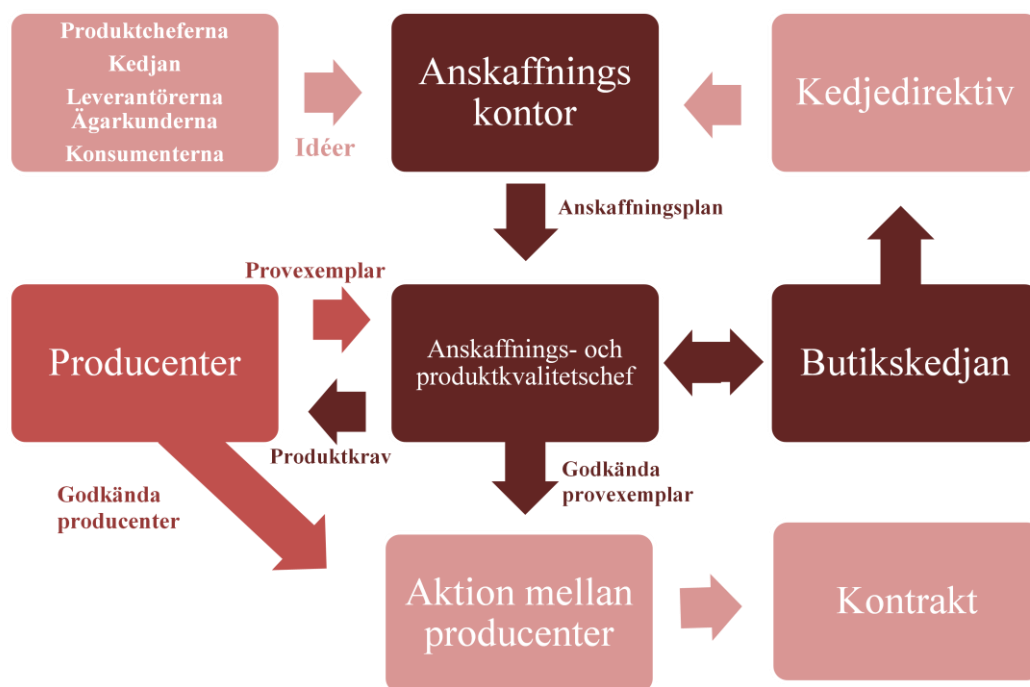 Produktcheferna
Kedjan
Leverantörerna
Ägarkunderna
Konsumenterna
Idéer
Anskaffnings
kontor
Kedjedirektiv
Anskaffningsplan
Provexemplar
Producenter
Anskaffnings- och
produktkvalitetschef
Butikskedjan
Produktkrav
Godkända
producenter
Godkända
provexemplar
Aktion mellan
producenter
Kontrakt